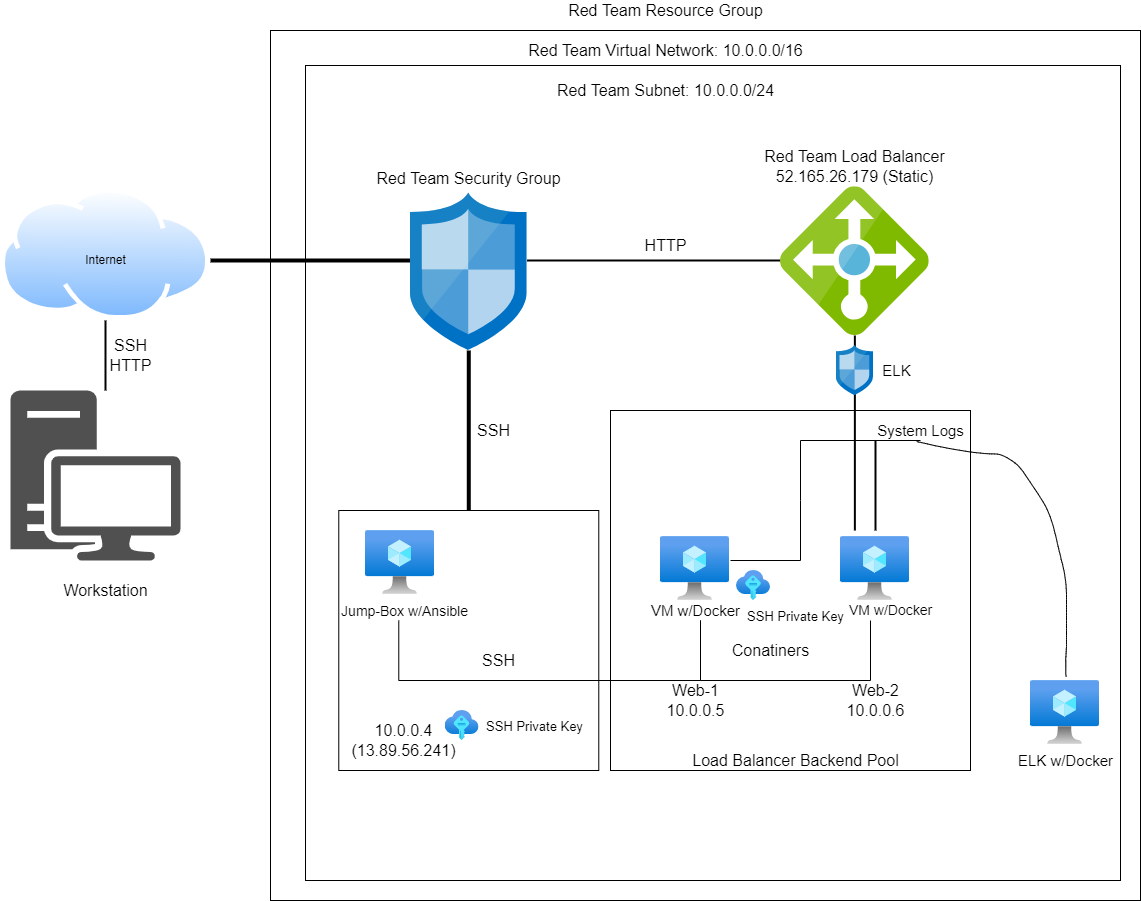 Red Team Resource Group
Red Team Virtual Network: 10.0.0.0/16
Red Team Subnet: 10.0.0.0/24
Red Team Load Balancer
52.165.26.179 (Static)
Red Team Security Group
HTTP
Internet
SSH
HTTP
ELK
SSH
System Logs
Workstation
Jump-Box w/Ansible
VM w/Docker
SSH Private Key
VM w/Docker
SSH
Conatiners
Web-1
10.0.0.5
Web-2
10.0.0.6
10.0.0.4
(13.89.56.241)
SSH Private Key
Load Balancer Backend Pool
ELK w/Docker